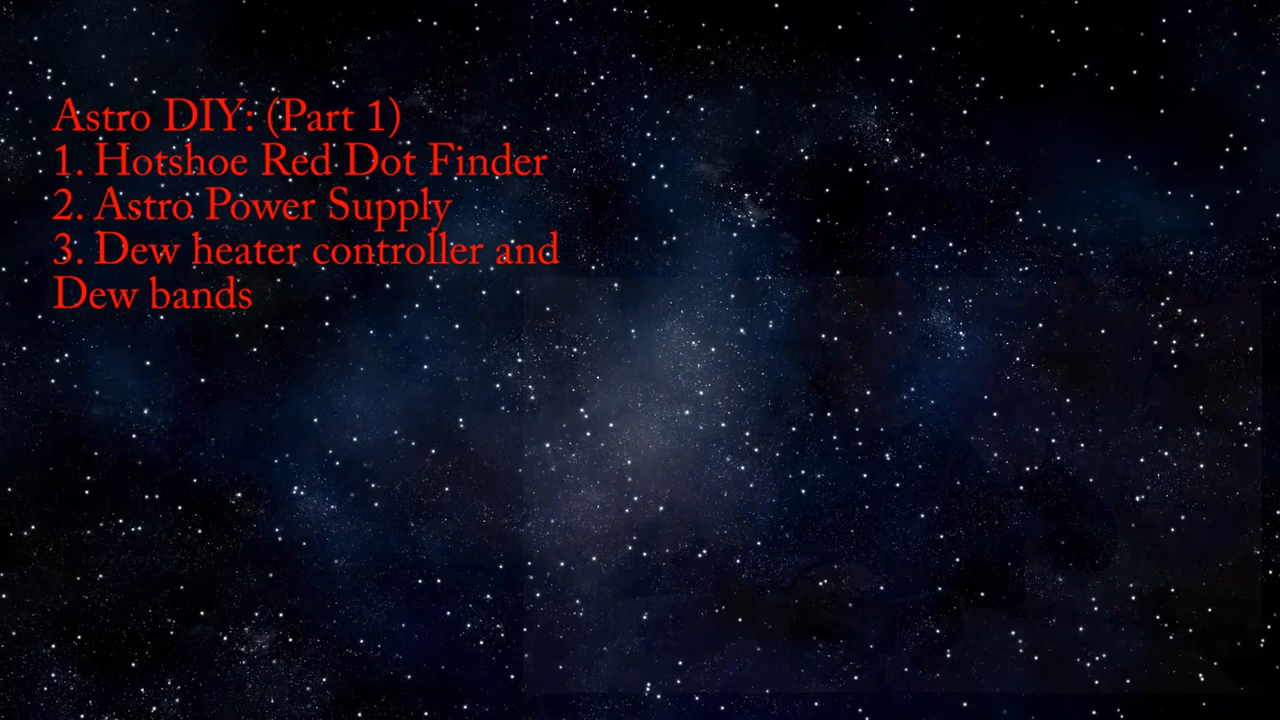 Astro DIY: (Part 1)
1. Hotshoe Red Dot Finder
2. Astro Power Supply
3. Dew heater controller and
Dew bands